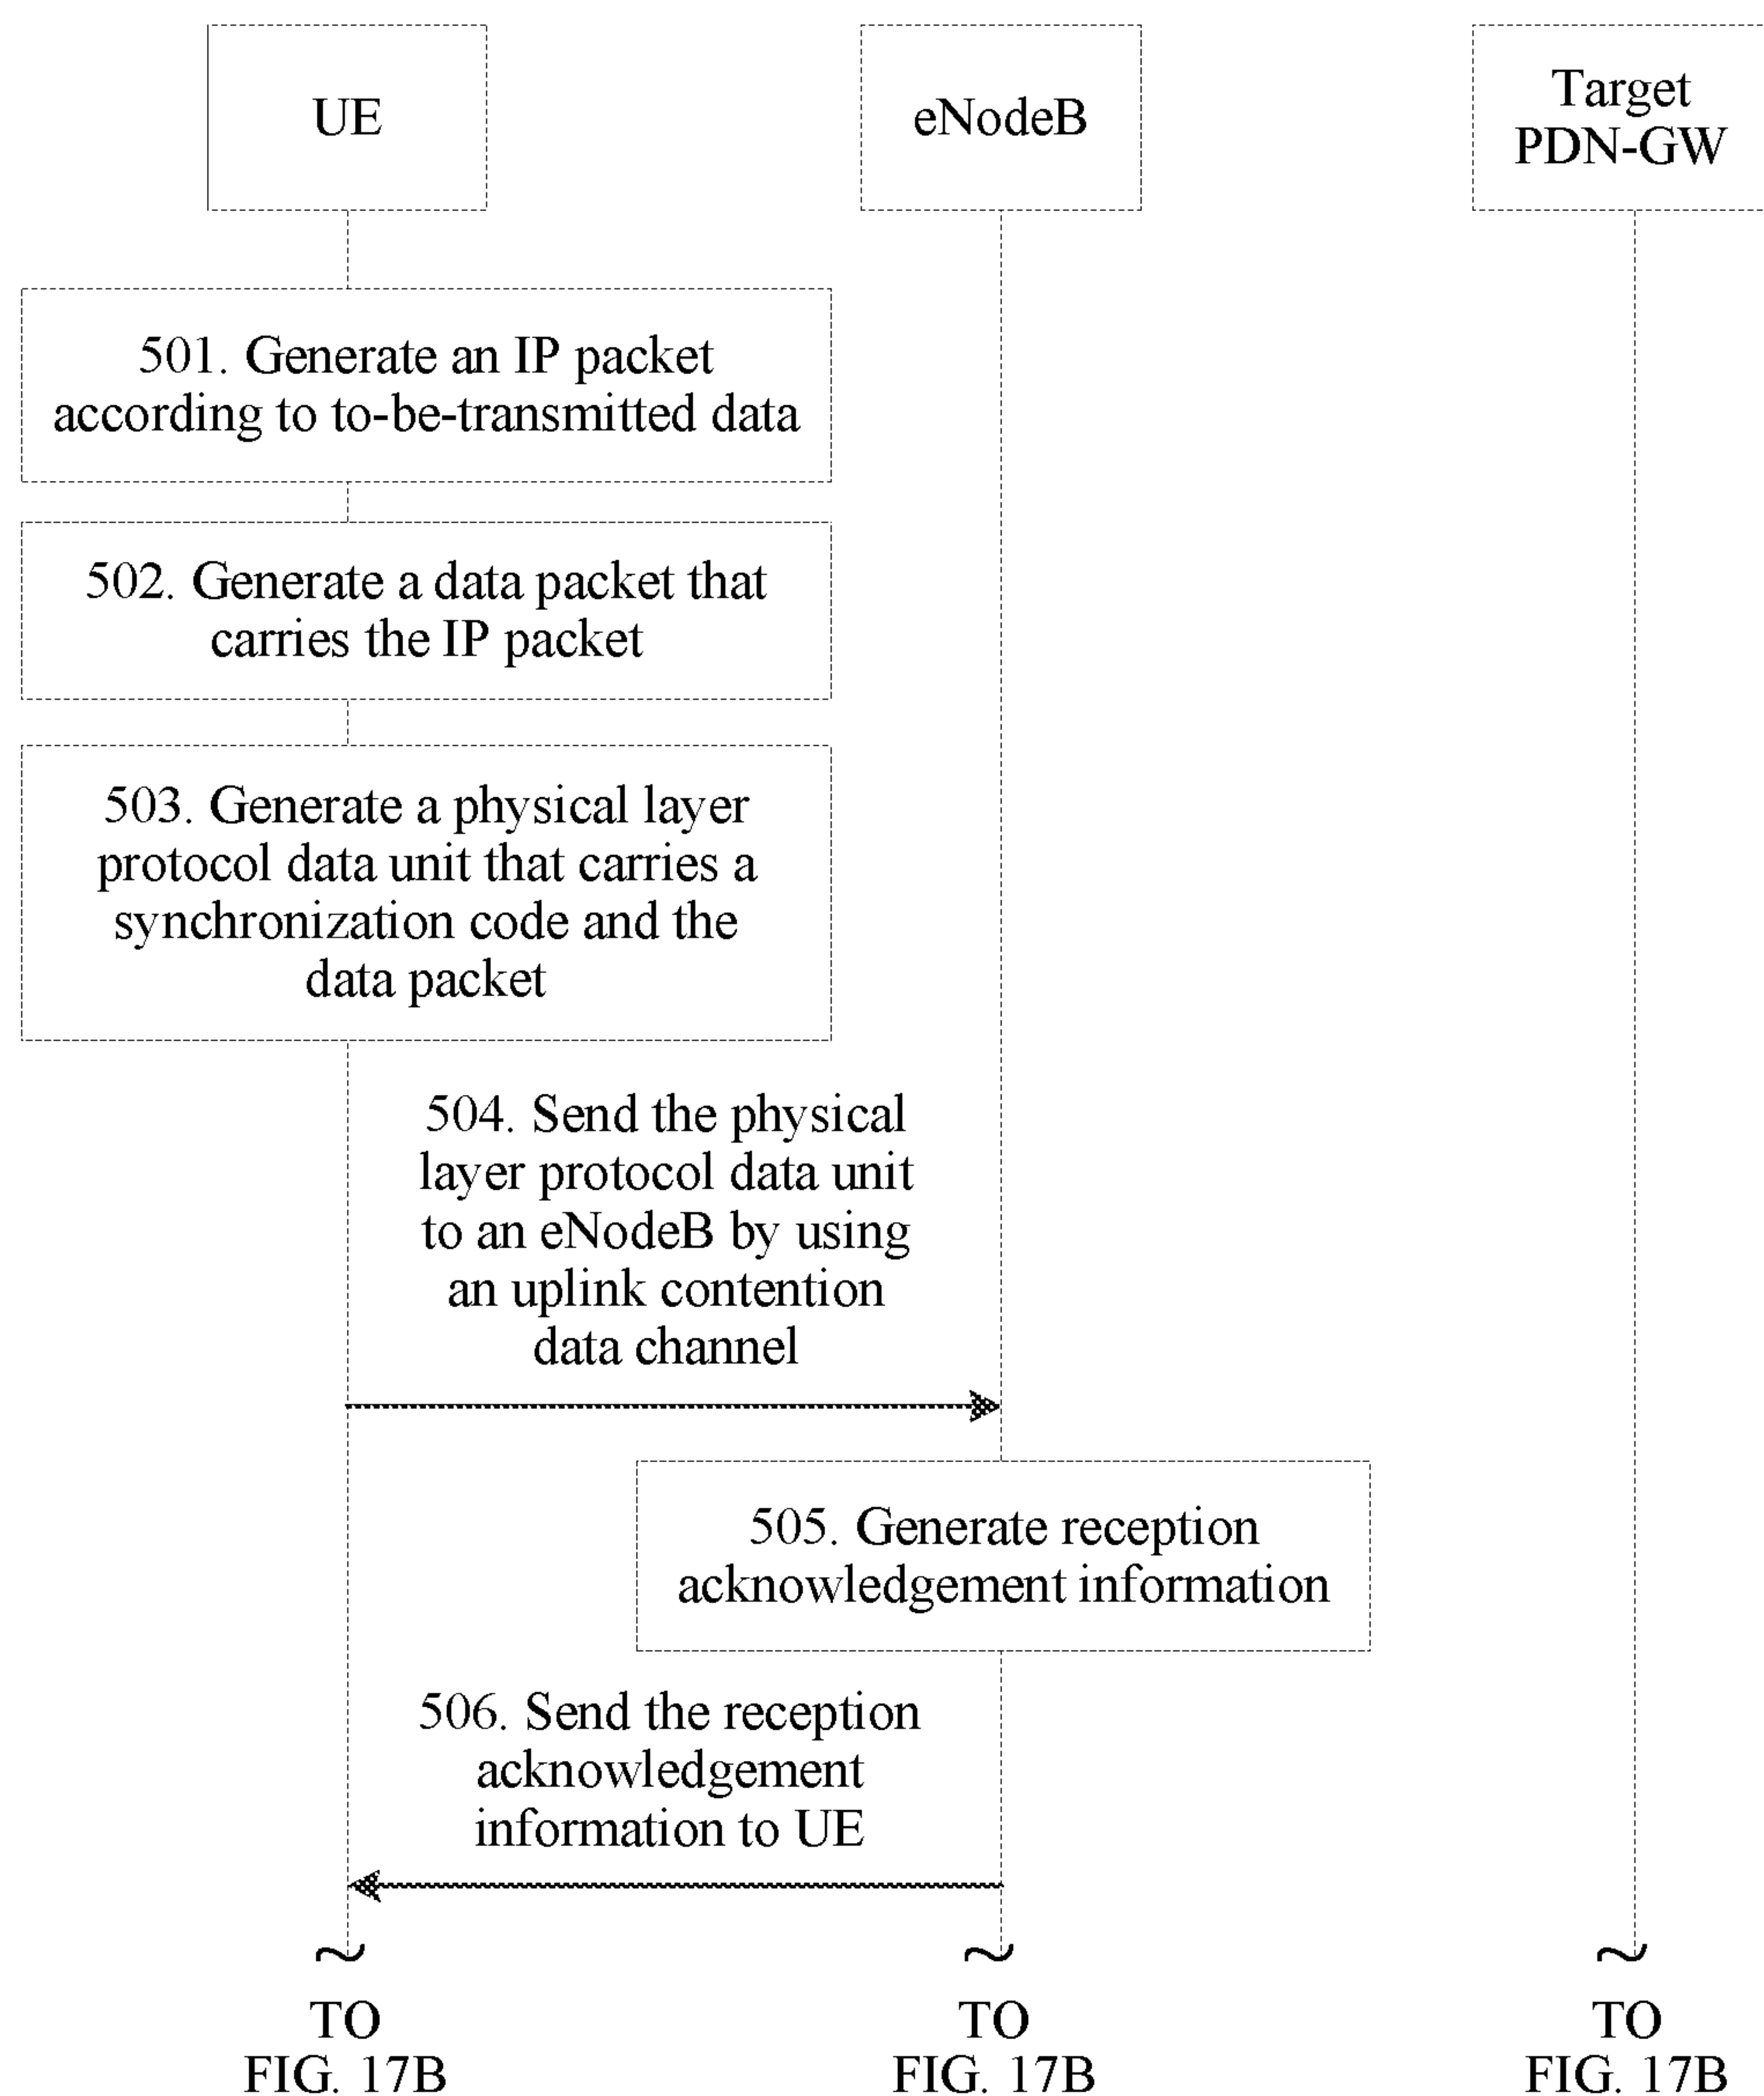 UE
eNodeB
Target
PDN-GW
501. Generate an IP packet
according to to-be-transmitted data
502. Generate a data packet that
carries the IP packet
503. Generate a physical layer
protocol data unit that carries a
synchronization code and the
data packet
504. Send the physical
layer protocol data unit
to an eNodeB by using
an uplink contention
data channel
505. Generate reception
acknowledgement information
506. Send the reception
acknowledgement
information to UE
TO
FIG. 17B
TO
FIG. 17B
TO
FIG. 17B